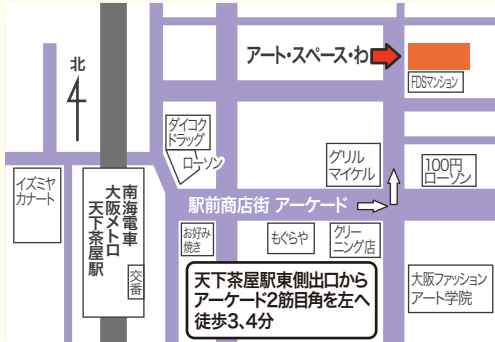 アート・スペース・わ
FDSマンション
北
ダイコク
ドラッグ
ローソン
グリル
マイケル
100円
ローソン
イズミヤ
カナート
南海電車
大阪メトロ
天下茶屋駅
交番
駅前商店街 アーケード
お好み
焼き
もぐらや
クリー
ニング店
天下茶屋駅東側出口から
アーケード2筋目角を左へ
徒歩3、4分
大阪ファッション
アート学院